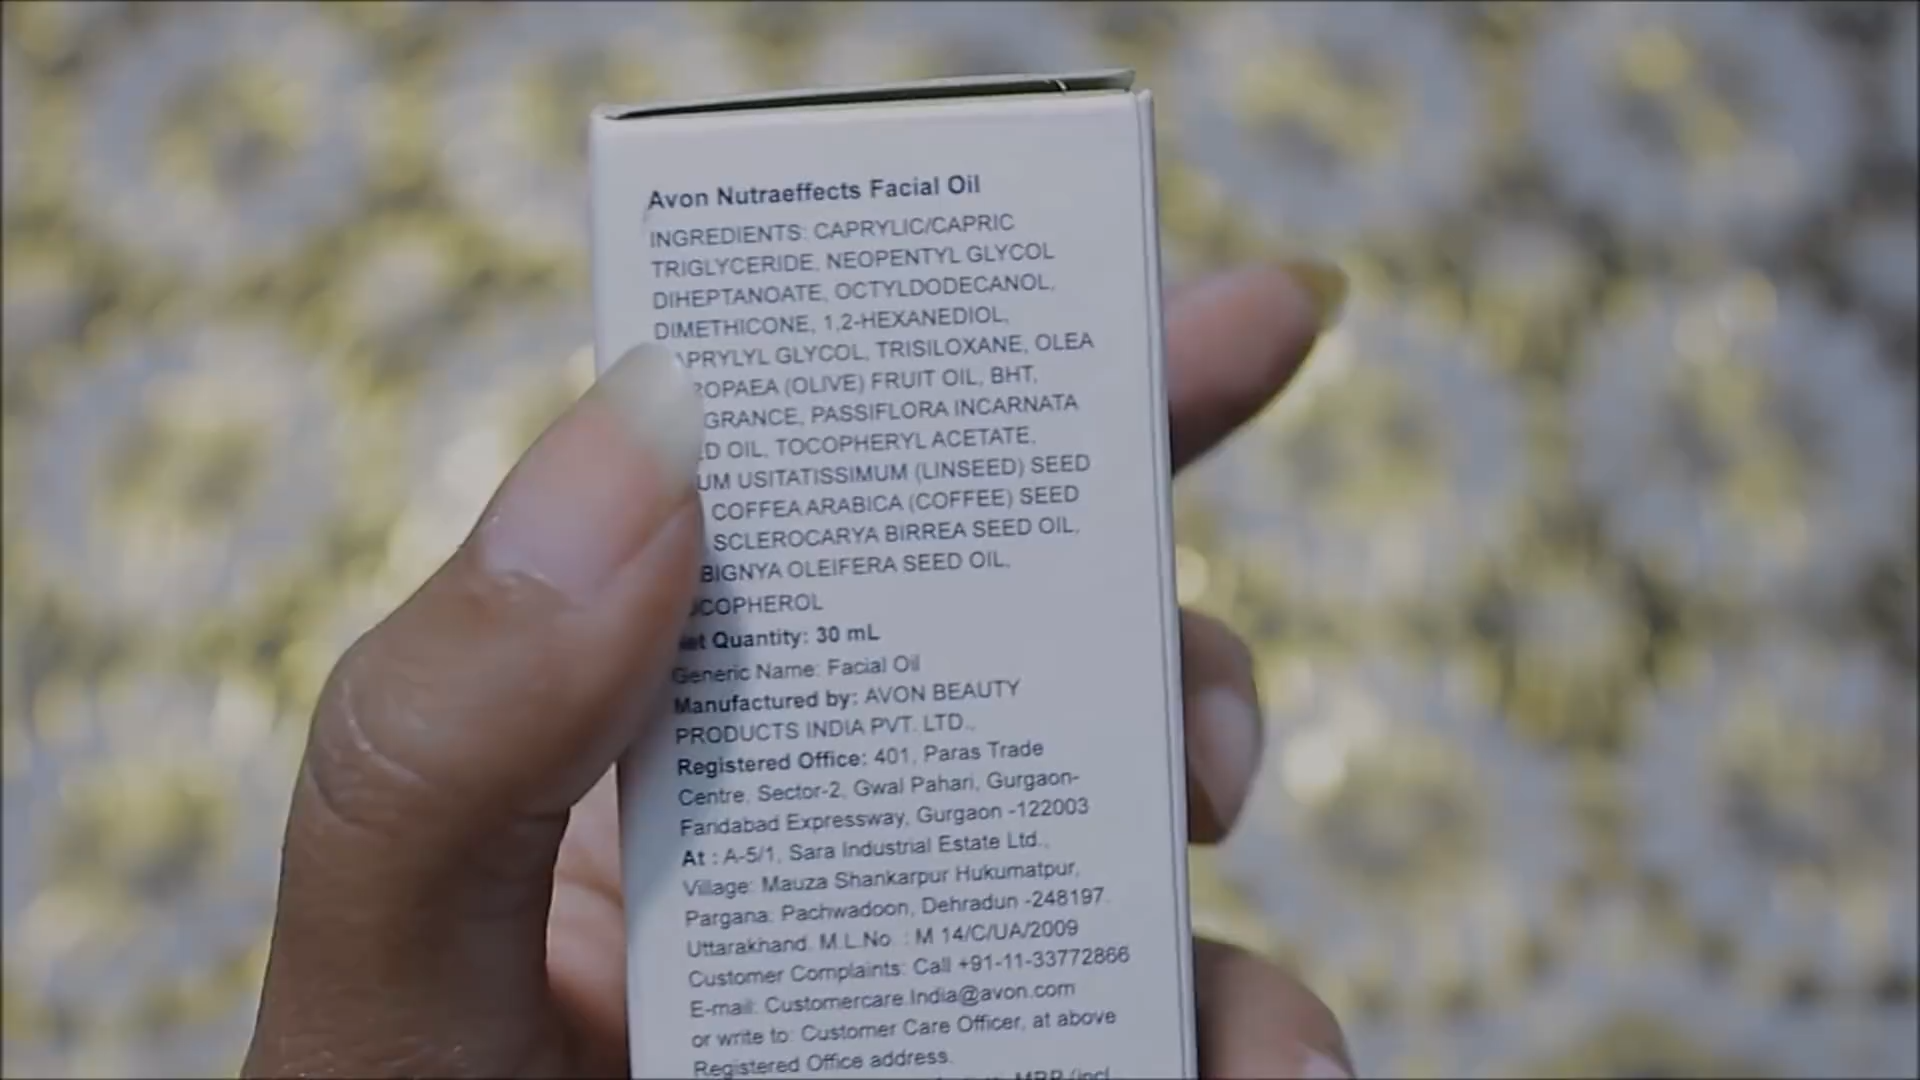 Avon Nutraeffects Facial Oil
INGREDIENTS: CAPRYLIC/CAPRIC
TRIGLYCERIDE, NEOPENTYL GLYCOL
DIHEPTANOATE, OCTYLDODECANOL,
DIMETHICONE, 1,2-HEXANEDIOL,
APRYLYL GLYCOL, TRISILOXANE, OLEA
ROPAEA (OLIVE) FRUIT OIL, BHT,
GRANCE, PASSIFLORA INCARNATA
ED OIL, TOCOPHERYL ACETATE,
UM USITATISSIMUM (LINSEED) SEED
COFFEA ARABICA (COFFEE) SEED
SCLEROCARYA BIRREA SEED OIL,
BIGNYA OLEIFERA SEED OIL,
OCOPHEROL
Net Quantity: 30 mL
Generic Name: Facial Oil
Manufactured by: AVON BEAUTY
PRODUCTS INDIA PVT. LTD.,
Registered Office: 401, Paras Trade
Centre, Sector-2, Gwal Pahari, Gurgaon-
Faridabad Expressway, Gurgaon -122003
At : A-5/1, Sara Industrial Estate Ltd.,
Village: Mauza Shankarpur Hukumatpur,
Pargana: Pachwadoon, Dehradun -248197.
Uttarakhand. M.L.No. : M 14/C/UA/2009
Customer Complaints: Call +91-11-33772866
E-mail: Customercare.India@avon.com
or write to: Customer Care Officer, at above
Registered Office address.
MRP (incl